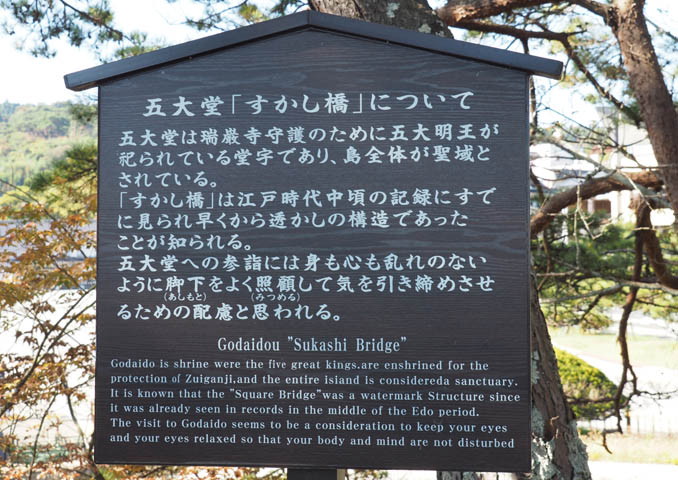 五大堂「すかし橋」について
五大堂は瑞巌寺守護のために五大明王が
祀られている堂宇であり、島全体が聖域と
されている。
「すかし橋」は江戸時代中頃の記録にすで
に見られ早くから透かしの構造であった
ことが知られる。
五大堂への参詣には身も心も乱れのない
ように脚下をよく照顧して気を引き締めさせ
(あしもと) (みつめる)
るための配慮と思われる。
Godaidou "Sukashi Bridge"
Godaido is shrine were the five great kings.are enshrined for the
protection of Zuiganji,and the entire isiand is considereda sanctuary.
It is known that the "Square Bridge"was a watermark Structure since
it was already seen in records in the middle of the Edo period.
The visit to Godaido seems to be a consideration to keep your eyes
and your eyes relaxed so that your body and mind are not disturbed